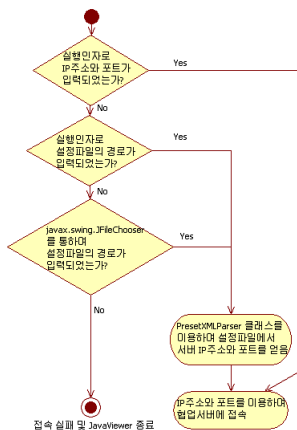 실행인자로
IP주소와 포트가
입력되었는가?
Yes
No
실행인자로
설정파일의 경로가
입력되었는가?
Yes
No
javax.swing.JFileChooser
를 통하며
설정파일의 경로가
입력되었는가?
Yes
No
PresetXMLParser 클래스를
미용하며 설정파일에서
서버 IP주소와 포트를 얻음
IP주소와 포트를 미용하며
협업서버에 접속
접속 실패 및 JavaViewer 종료